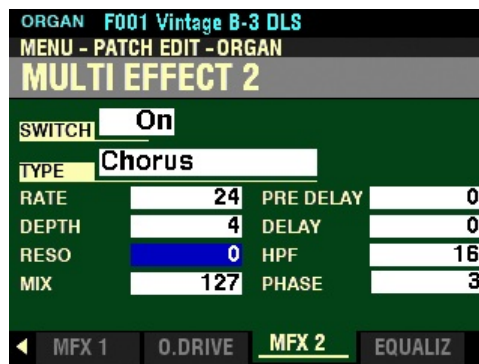 ORGAN F001 Vintage B-3 DLS
MENU - PATCH EDIT - ORGAN
MULTI EFFECT 2
SWITCH On
TYPE Chorus
RATE 24 PRE DELAY 0
DEPTH 4 DELAY 0
RESO 0 HPF 16
MIX 127 PHASE 3
MFX 1 O.DRIVE MFX 2 EQUALIZ